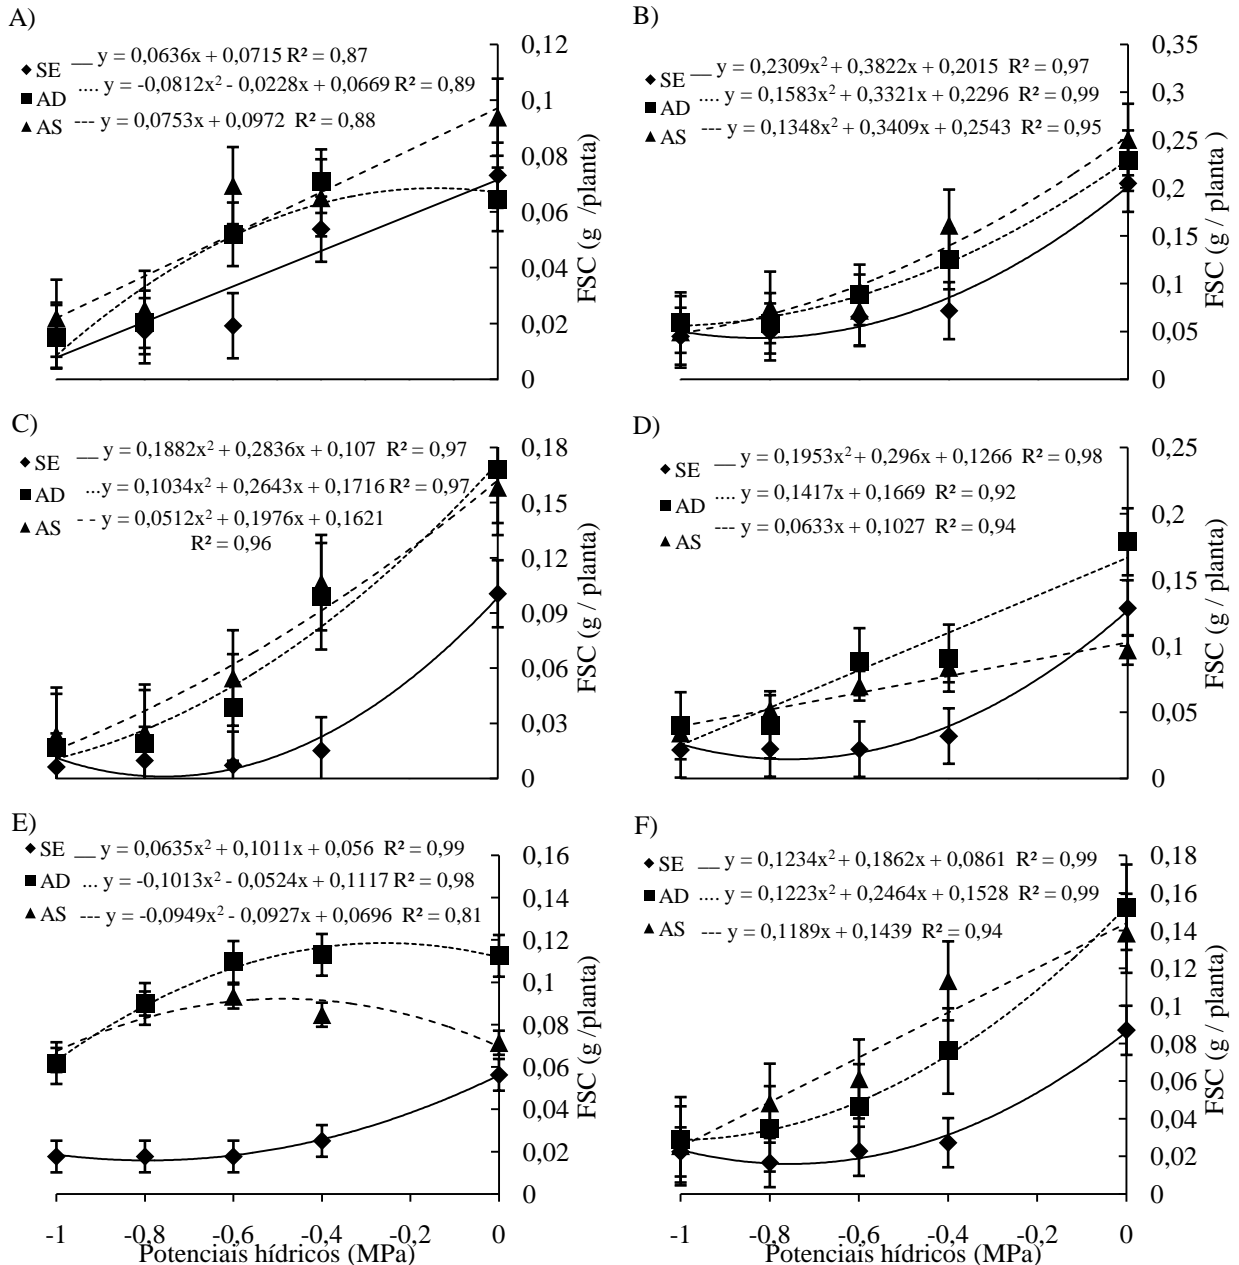 A)
SE __ y = 0,0636x + 0,0715 R² = 0,87
AD .... y = -0,0812x² - 0,0228x + 0,0669 R² = 0,89
AS --- y = 0,0753x + 0,0972 R² = 0,88
0,12
0,1
0,08
0,06
0,04
0,02
0
FSC (g /planta)
B)
SE __ y = 0,2309x² + 0,3822x + 0,2015 R² = 0,97
AD .... y = 0,1583x² + 0,3321x + 0,2296 R² = 0,99
AS --- y = 0,1348x² + 0,3409x + 0,2543 R² = 0,95
0,35
0,3
0,25
0,2
0,15
0,1
0,05
0
FSC (g / planta )
C)
SE __ y = 0,1882x² + 0,2836x + 0,107 R² = 0,97
AD ...y = 0,1034x² + 0,2643x + 0,1716 R² = 0,97
AS - - y = 0,0512x² + 0,1976x + 0,1621
R² = 0,96
0,18
0,15
0,12
0,09
0,06
0,03
0
FSC (g / planta)
D)
SE __ y = 0,1953x² + 0,296x + 0,1266 R² = 0,98
AD .... y = 0,1417x + 0,1669 R² = 0,92
AS --- y = 0,0633x + 0,1027 R² = 0,94
0,25
0,2
0,15
0,1
0,05
0
FSC (g / planta)
E)
SE __ y = 0,0635x² + 0,1011x + 0,056 R² = 0,99
AD ... y = -0,1013x² - 0,0524x + 0,1117 R² = 0,98
AS --- y = -0,0949x² - 0,0927x + 0,0696 R² = 0,81
0,16
0,14
0,12
0,1
0,08
0,06
0,04
0,02
0
FSC (g /planta)
-1 -0,8 -0,6 -0,4 -0,2 0
Potenciais hídricos (MPa)
F)
SE __ y = 0,1234x² + 0,1862x + 0,0861 R² = 0,99
AD .... y = 0,1223x² + 0,2464x + 0,1528 R² = 0,99
AS --- y = 0,1189x + 0,1439 R² = 0,94
0,18
0,16
0,14
0,12
0,1
0,08
0,06
0,04
0,02
0
FSC (g / planta)
-1 -0,8 -0,6 -0,4 -0,2 0
Potenciais hídricos (MPa)